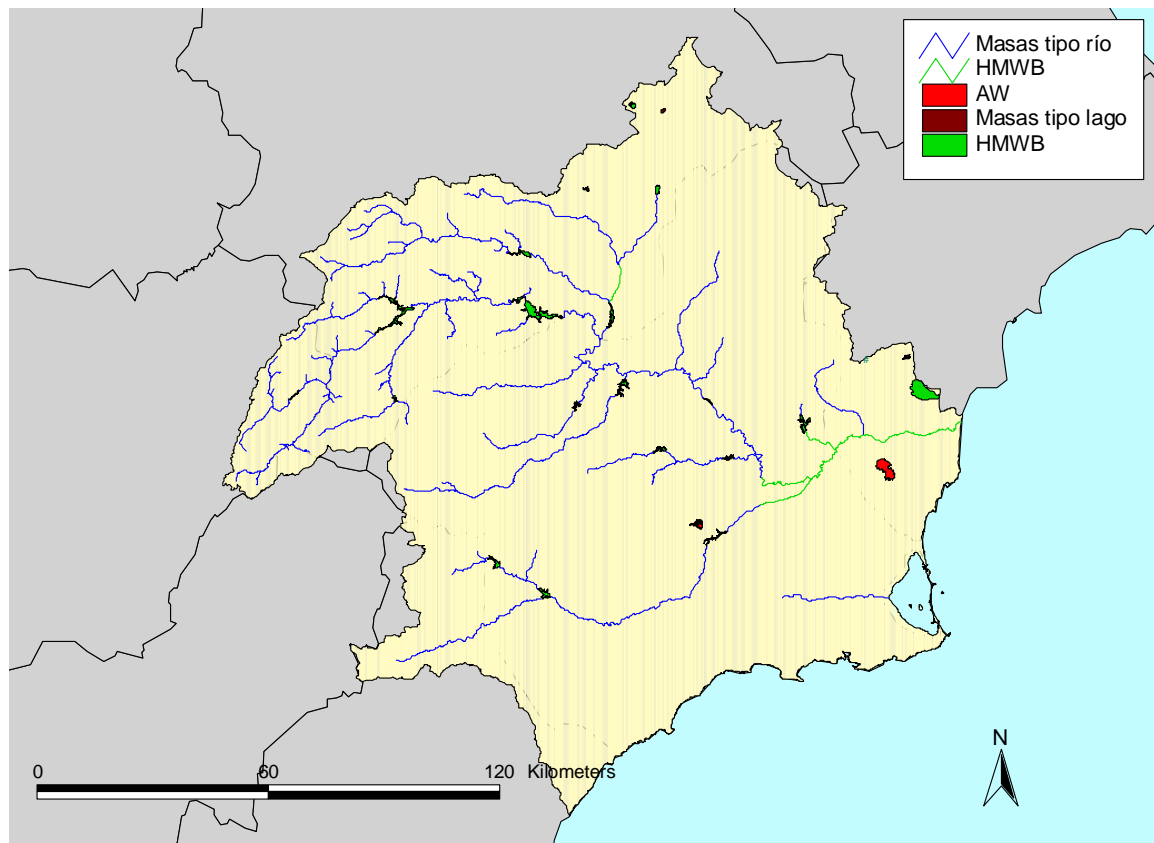 Masas tipo río
HMWB
AW
Masas tipo lago
HMWB
N
0 60 120 Kilometers